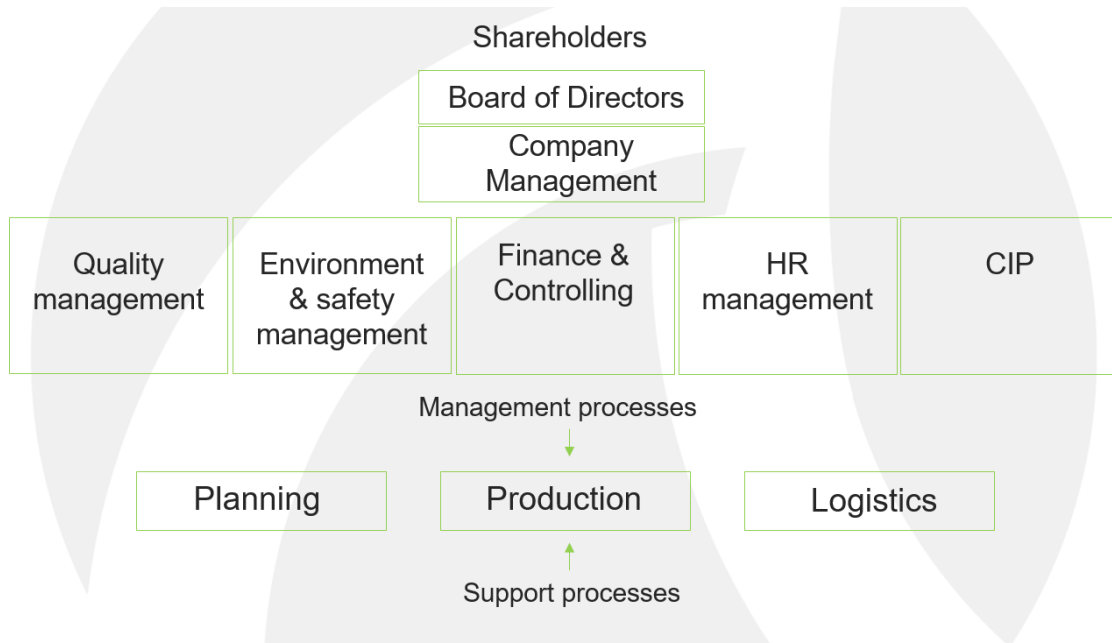 Shareholders
Board of Directors
Company
Management
Quality
management
Environment
& safety
management
Finance &
Controlling
HR
management
CIP
Management processes
Planning
Production
Logistics
Support processes